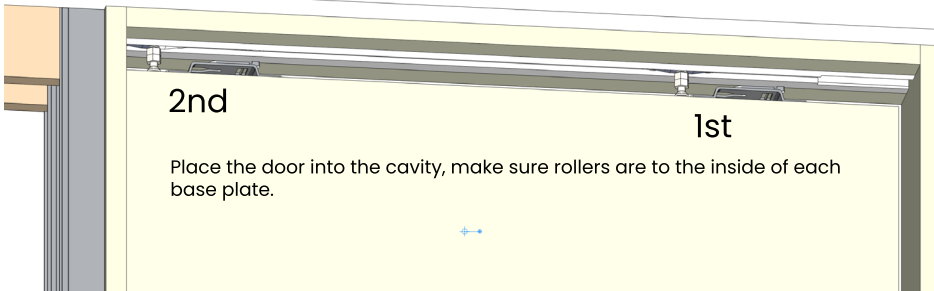 2nd
1st
Place the door into the cavity, make sure rollers are to the inside of each
base plate.